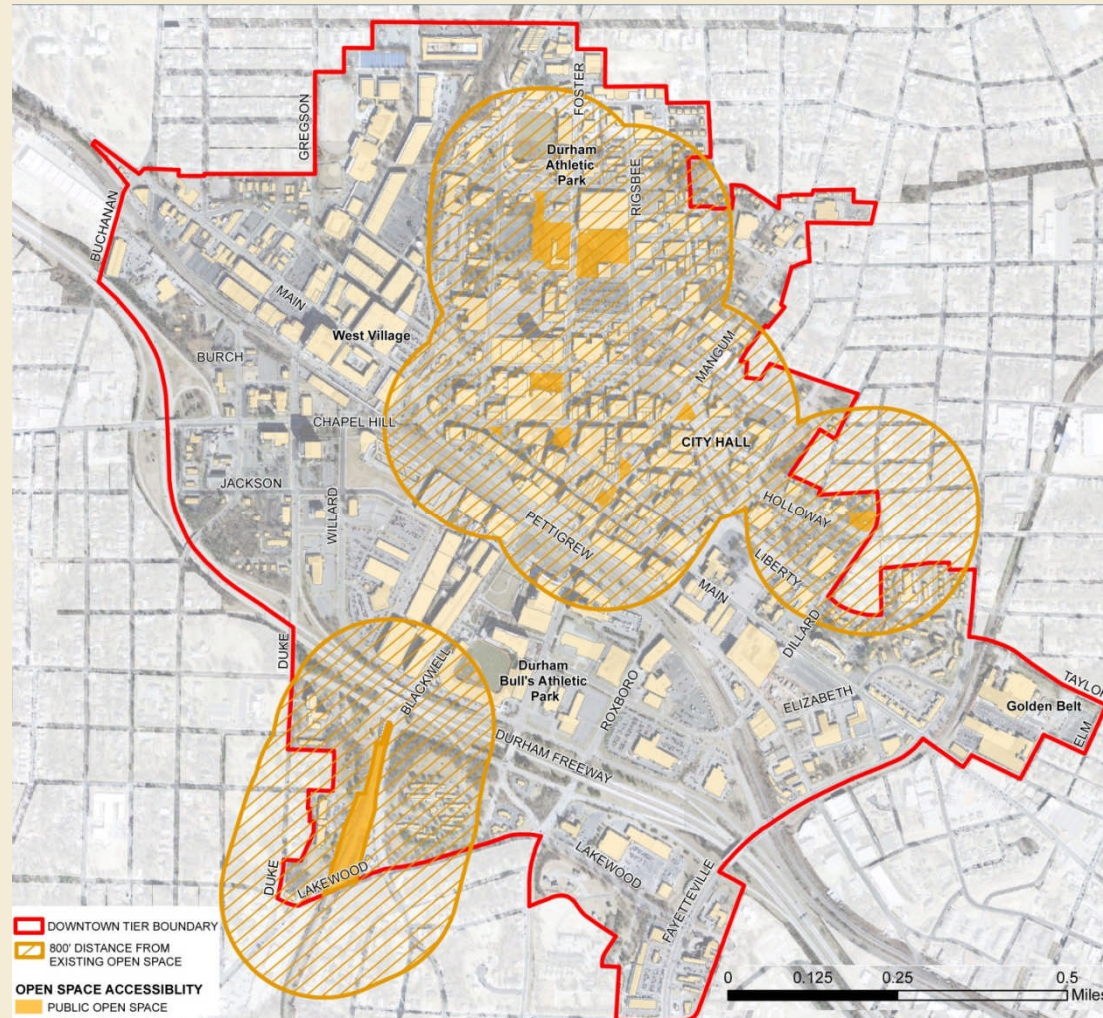 FOSTER
GREGSON
Durham
Athletic
Park
RIGSBEE
BUCHANAN
MAIN
West Village
BURCH
MANGUM
CHAPEL HILL
CITY HALL
JACKSON
WILLARD
HOLLOWAY
PETTIGREW
LIBERTY
MAIN
DILLARD
DUKE
BLACKWELL
Durham
Bull's Athletic
Park
ROXBORO
ELIZABETH
TAYLOR
Golden Belt
ELM
DURHAM FREEWAY
DUKE
LAKEWOOD
LAKEWOOD
FAYETTEVILLE
DOWNTOWN TIER BOUNDARY
800' DISTANCE FROM
EXISTING OPEN SPACE
OPEN SPACE ACCESSIBLITY
PUBLIC OPEN SPACE
0 0.125 0.25 0.5
Miles